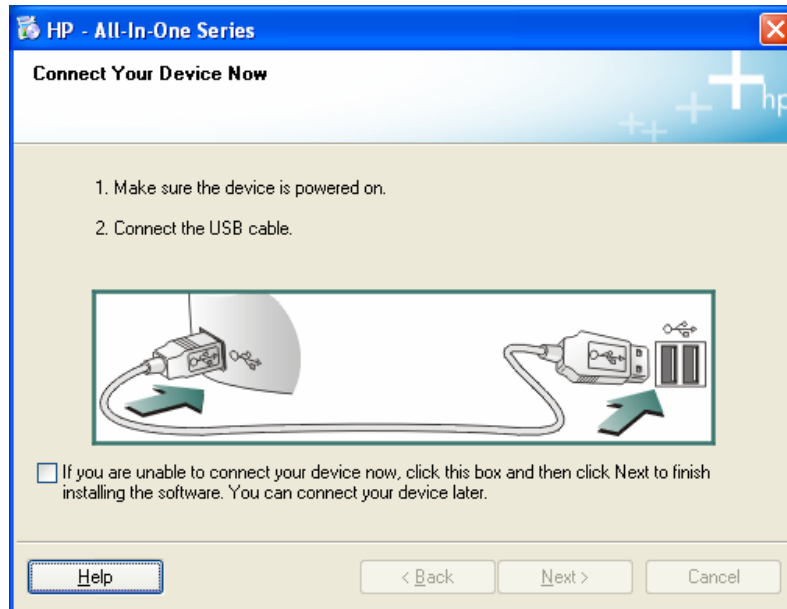 HP - All-In-One Series
Connect Your Device Now
hp
1. Make sure the device is powered on.
2. Connect the USB cable.
If you are unable to connect your device now, click this box and then click Next to finish
installing the software. You can connect your device later.
Help
< Back
Next >
Cancel